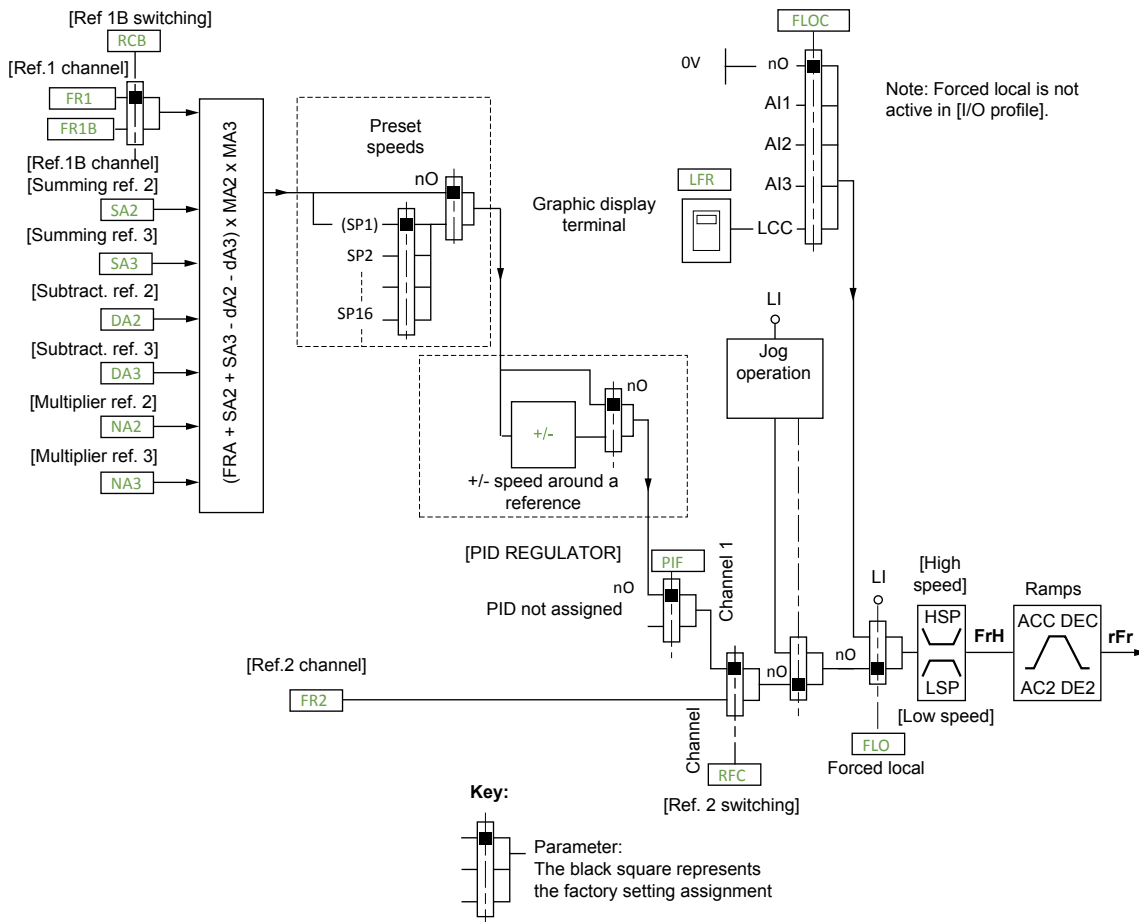 [Ref 1B switching]
RCB
[Ref.1 channel]
FR1
FR1B
[Ref.1B channel]
[Summing ref. 2]
SA2
[Summing ref. 3]
SA3
[Subtract. ref. 2]
DA2
[Subtract. ref. 3]
DA3
[Multiplier ref. 2]
NA2
[Multiplier ref. 3]
NA3
(FRA + SA2 + SA3 - dA2 - dA3) x MA2 x MA3
Preset
speeds
nO
(SP1)
SP2
SP16
FLOC
0V
nO
AI1
AI2
AI3
LCC
LFR
Graphic display
terminal
Note: Forced local is not
active in [I/O profile].
LI
Jog
operation
nO
+/-
+/- speed around a
reference
[PID REGULATOR]
PIF
nO
PID not assigned
Channel 1
[Ref.2 channel]
FR2
Channel
RFC
[Ref. 2 switching]
nO
nO
LI
FLO
Forced local
[High
speed]
HSP
LSP
[Low speed]
FrH
Ramps
ACC DEC
AC2 DE2
rFr
Key:
Parameter:
The black square represents
the factory setting assignment